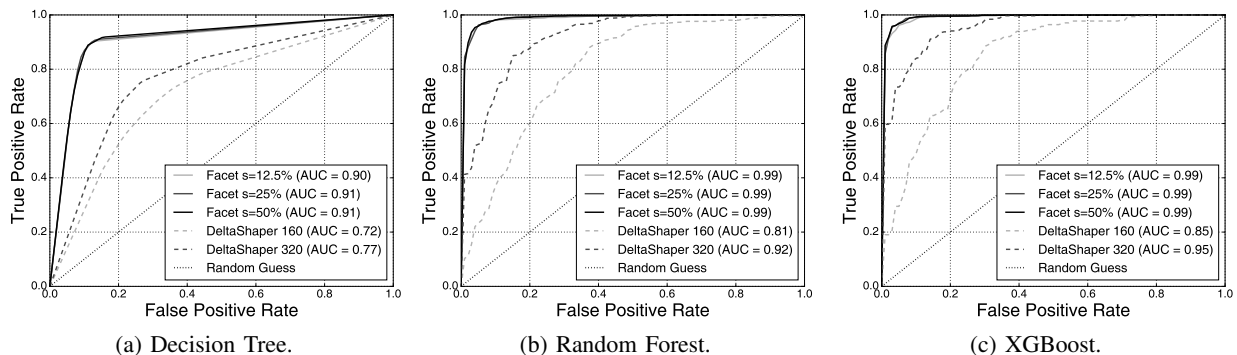 True Positive Rate
1.0
0.8
0.6
0.4
0.2
0.0
Facet s=12.5% (AUC = 0.90)
Facet s=25% (AUC = 0.91)
Facet s=50% (AUC = 0.91)
DeltaShaper 160 (AUC = 0.72)
DeltaShaper 320 (AUC = 0.77)
Random Guess
0.0 0.2 0.4 0.6 0.8 1.0
False Positive Rate
(a) Decision Tree.
True Positive Rate
1.0
0.8
0.6
0.4
0.2
0.0
Facet s=12.5% (AUC = 0.99)
Facet s=25% (AUC = 0.99)
Facet s=50% (AUC = 0.99)
DeltaShaper 160 (AUC = 0.81)
DeltaShaper 320 (AUC = 0.92)
Random Guess
0.0 0.2 0.4 0.6 0.8 1.0
False Positive Rate
(b) Random Forest.
True Positive Rate
1.0
0.8
0.6
0.4
0.2
0.0
Facet s=12.5% (AUC = 0.99)
Facet s=25% (AUC = 0.99)
Facet s=50% (AUC = 0.99)
DeltaShaper 160 (AUC = 0.85)
DeltaShaper 320 (AUC = 0.95)
Random Guess
0.0 0.2 0.4 0.6 0.8 1.0
False Positive Rate
(c) XGBoost.